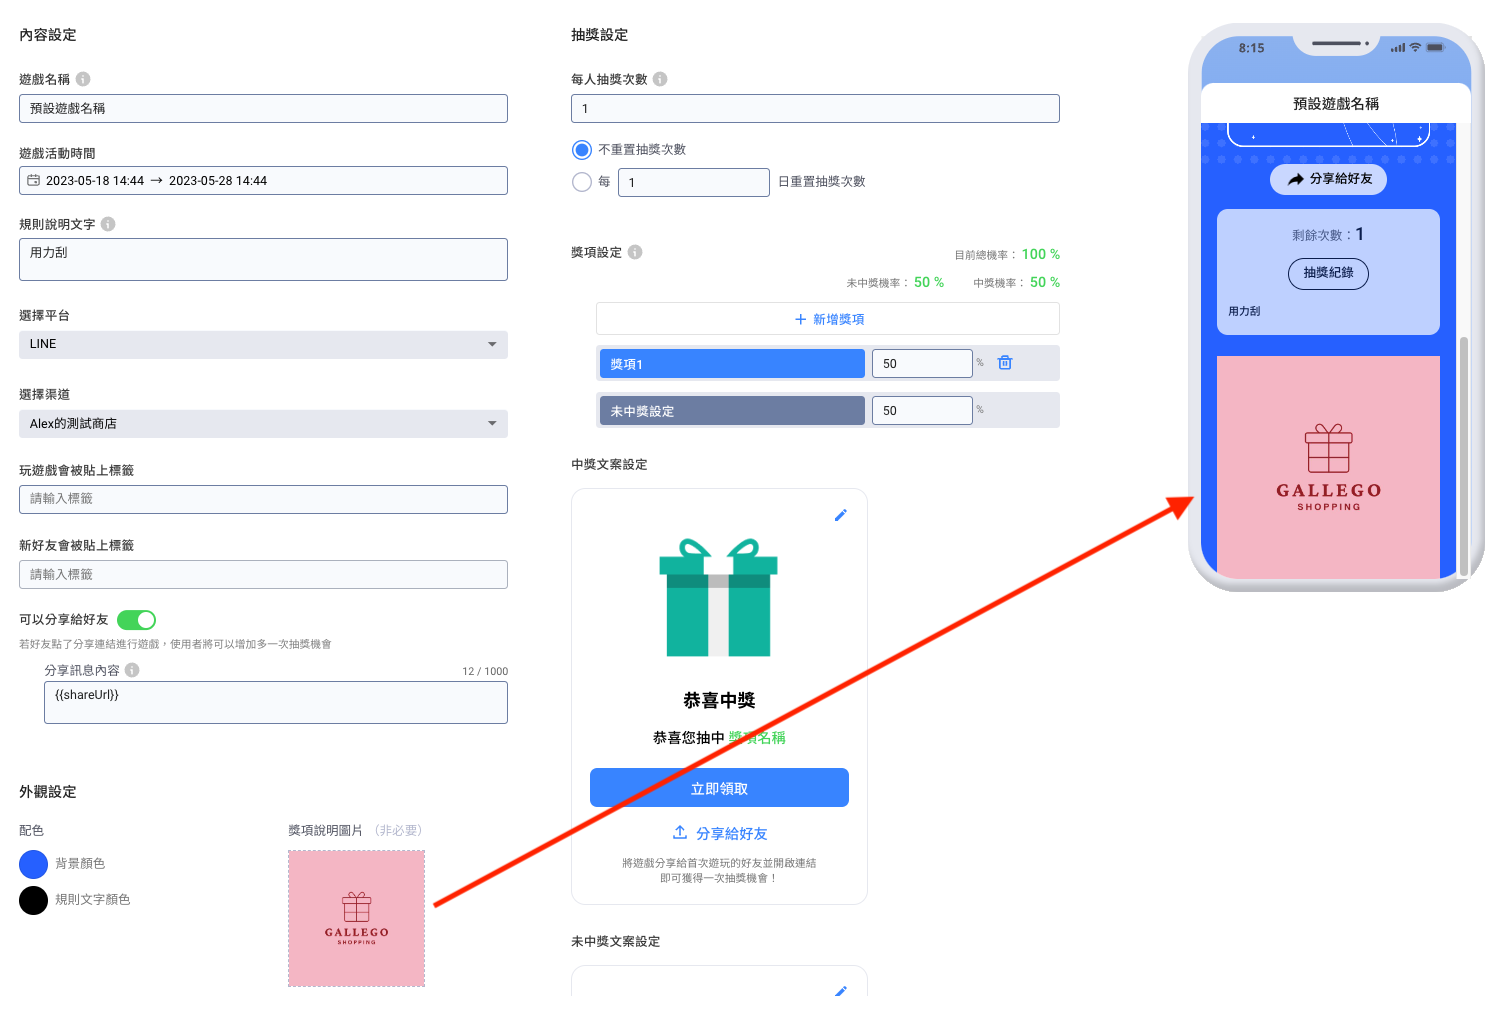 內容設定
遊戲名稱
預設遊戲名稱
遊戲活動時間
2023-05-18 14:44 → 2023-05-28 14:44
規則說明文字
用力刮
選擇平台
LINE
選擇渠道
Alex的測試商店
玩遊戲會被貼上標籤
請輸入標籤
新好友會被貼上標籤
請輸入標籤
可以分享給好友
若好友點了分享連結進行遊戲，使用者將可以增加多一次抽獎機會
分享訊息內容
12 / 1000
{{shareUrl}}
外觀設定
配色
背景顏色
規則文字顏色
獎項說明圖片 （非必要）
GALLEGO
SHOPPING
抽獎設定
每人抽獎次數
1
不重置抽獎次數
每 1 日重置抽獎次數
獎項設定
目前總機率： 100 %
未中獎機率： 50 % 中獎機率： 50 %
+ 新增獎項
獎項1 50 %
未中獎設定 50 %
中獎文案設定
恭喜中獎
恭喜您抽中 獎項名稱
立即領取
分享給好友
將遊戲分享給首次遊玩的好友並開啟連結
即可獲得一次抽獎機會！
未中獎文案設定
8:15
預設遊戲名稱
分享給好友
剩餘次數：1
抽獎紀錄
用力刮
GALLEGO
SHOPPING